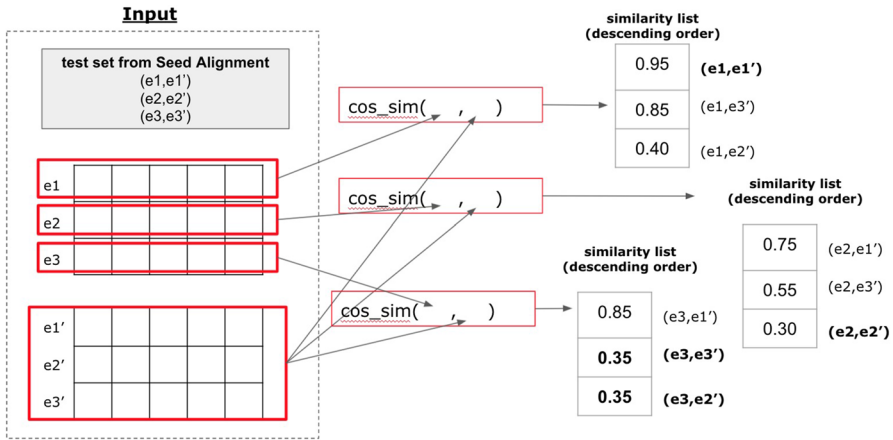 Input
test set from Seed Alignment
(e1,e1’)
(e2,e2’)
(e3,e3’)
e1
e2
e3
e1’
e2’
e3’
cos_sim( , )
cos_sim( , )
cos_sim( , )
similarity list
(descending order)
0.95 (e1,e1’)
0.85 (e1,e3’)
0.40 (e1,e2’)
similarity list
(descending order)
0.75 (e2,e1’)
0.55 (e2,e3’)
0.30 (e2,e2’)
similarity list
(descending order)
0.85 (e3,e1’)
0.35 (e3,e3’)
0.35 (e3,e2’)